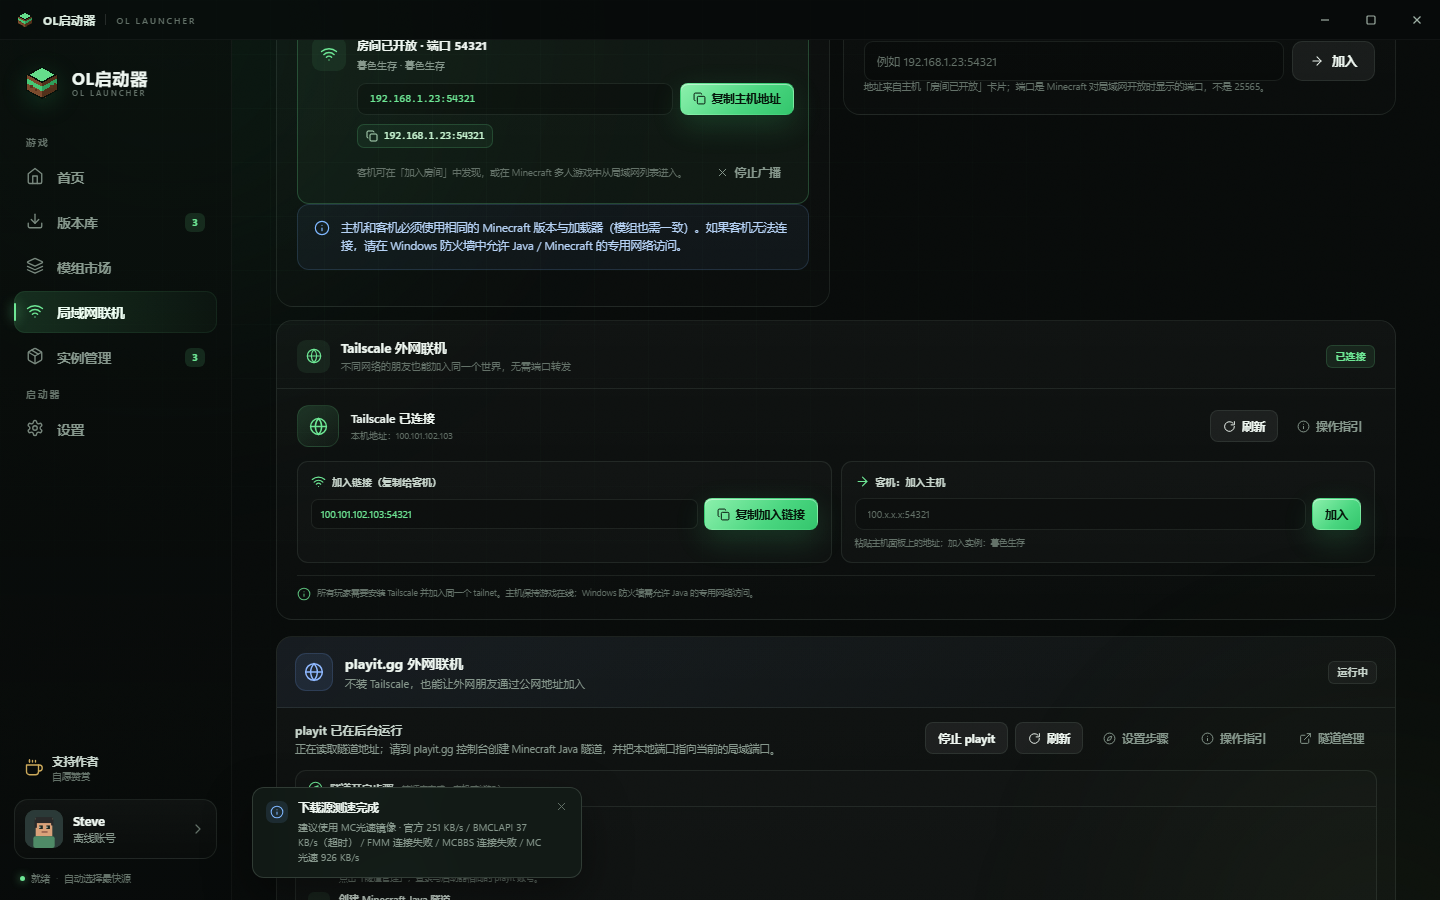 OL启动器 OL LAUNCHER
OL启动器
OL LAUNCHER
游戏
首页
版本库 3
模组市场
局域网联机
实例管理 3
启动器
设置
支持作者
自愿赞赏
Steve
离线账号
就绪 · 自动选择最快源
房间已开放 · 端口 54321
暮色生存 · 暮色生存
192.168.1.23:54321 复制主机地址
192.168.1.23:54321
客机可在「加入房间」中发现，或在 Minecraft 多人游戏中从局域网列表进入。 停止广播
主机和客机必须使用相同的 Minecraft 版本与加载器（模组也需一致）。如果客机无法连
接，请在 Windows 防火墙中允许 Java / Minecraft 的专用网络访问。
例如 192.168.1.23:54321 加入
地址来自主机「房间已开放」卡片；端口是 Minecraft 对局域网开放时显示的端口，不是 25565。
Tailscale 外网联机
不同网络的朋友也能加入同一个世界，无需端口转发
已连接
Tailscale 已连接
本机地址：100.101.102.103
刷新 操作指引
加入链接（复制给客机）
100.101.102.103:54321 复制加入链接
客机：加入主机
100.x.x.x:54321 加入
粘贴主机面板上的地址；加入实例：暮色生存
所有玩家需要安装 Tailscale 并加入同一个 tailnet。主机保持游戏在线；Windows 防火墙需允许 Java 的专用网络访问。
playit.gg 外网联机
不装 Tailscale，也能让外网朋友通过公网地址加入
运行中
playit 已在后台运行
正在读取隧道地址；请到 playit.gg 控制台创建 Minecraft Java 隧道，并把本地端口指向当前的局域端口。
停止 playit 刷新 设置步骤 操作指引 隧道管理
下载源测速完成
建议使用 MC光速镜像 · 官方 251 KB/s / BMCLAPI 37
KB/s（超时） / FMM 连接失败 / MCBBS 连接失败 / MC
光速 926 KB/s
创建 Minecraft Java 隧道